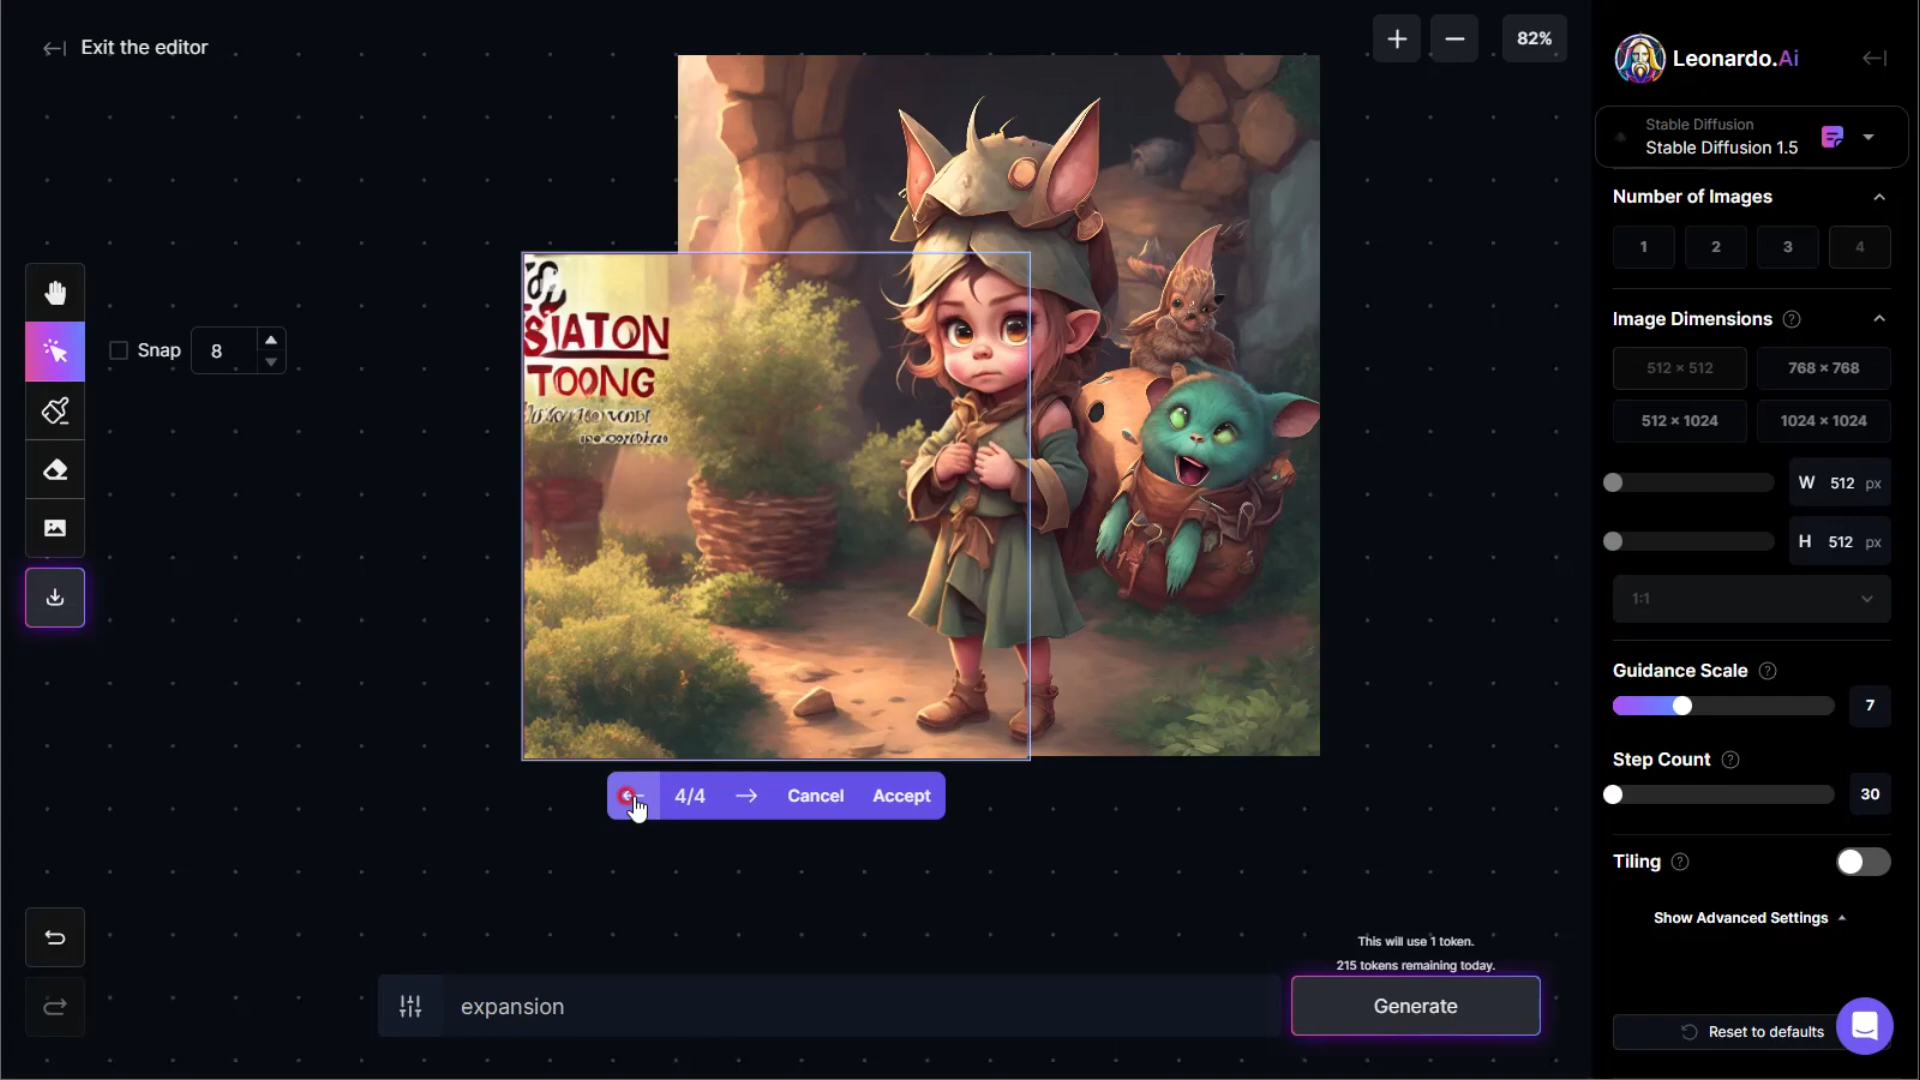 Exit the editor
82%
Leonardo.Ai
Stable Diffusion
Stable Diffusion 1.5
Number of Images
1 2 3 4
Image Dimensions
512 × 512 768 × 768
512 × 1024 1024 × 1024
W 512 px
H 512 px
1:1
Guidance Scale
7
Step Count
30
Tiling
Show Advanced Settings
Reset to defaults
Snap 8
SIATON
TOONG
4/4 Cancel Accept
This will use 1 token.
215 tokens remaining today.
expansion
Generate